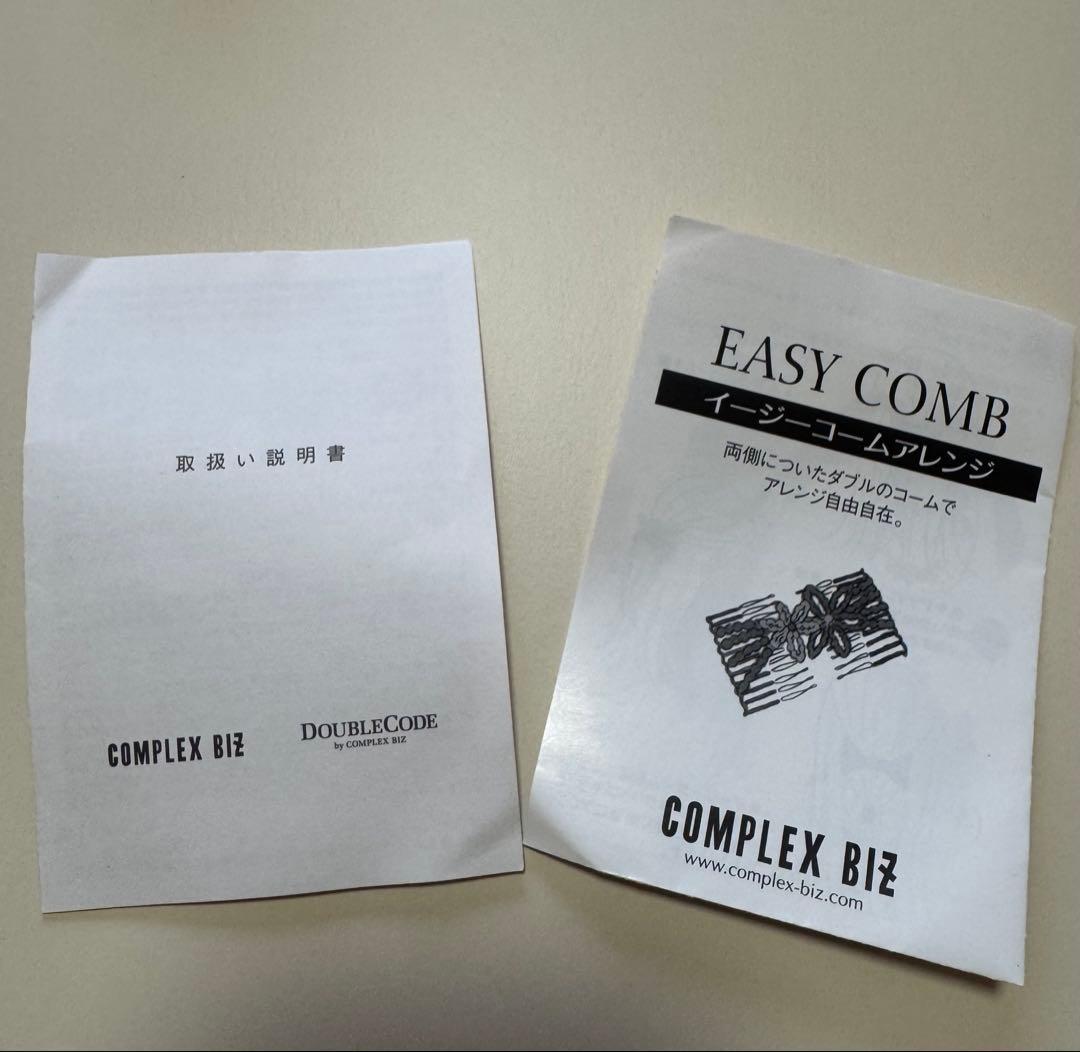 取扱い説明書
COMPLEX BIZ
DOUBLECODE
by COMPLEX BIZ
EASY COMB
イージーコームアレンジ
両側についたダブルのコームで
アレンジ自由自在。
COMPLEX BIZ
www.complex-biz.com